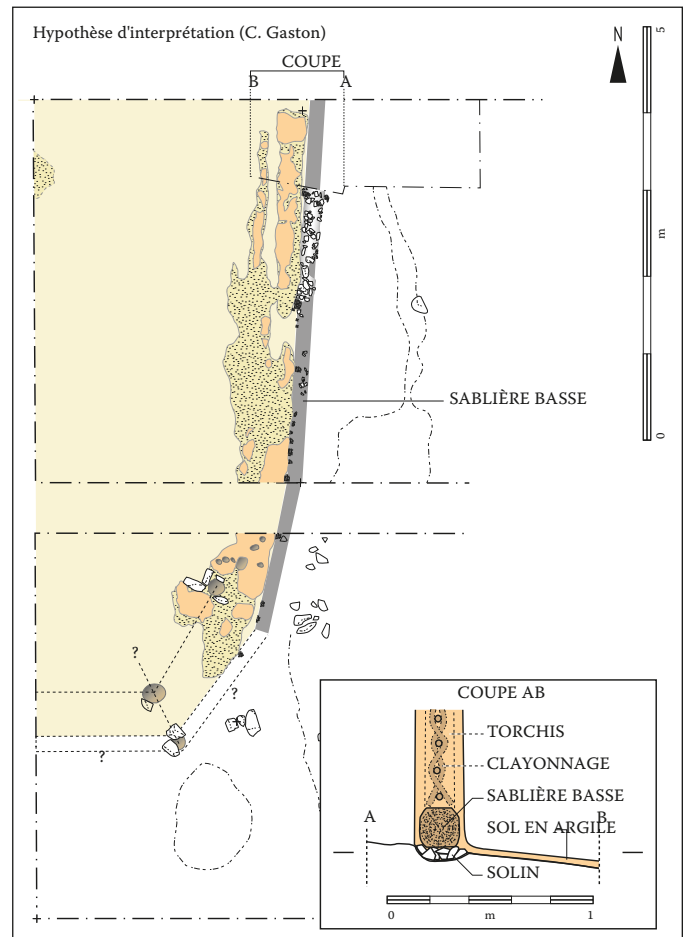 Hypothèse d'interprétation (C. Gaston)
COUPE
B A
N
5
m
0
SABLIÈRE BASSE
?
?
?
COUPE AB
TORCHIS
CLAYONNAGE
SABLIÈRE BASSE
A
B
SOL EN ARGILE
SOLIN
0 m 1